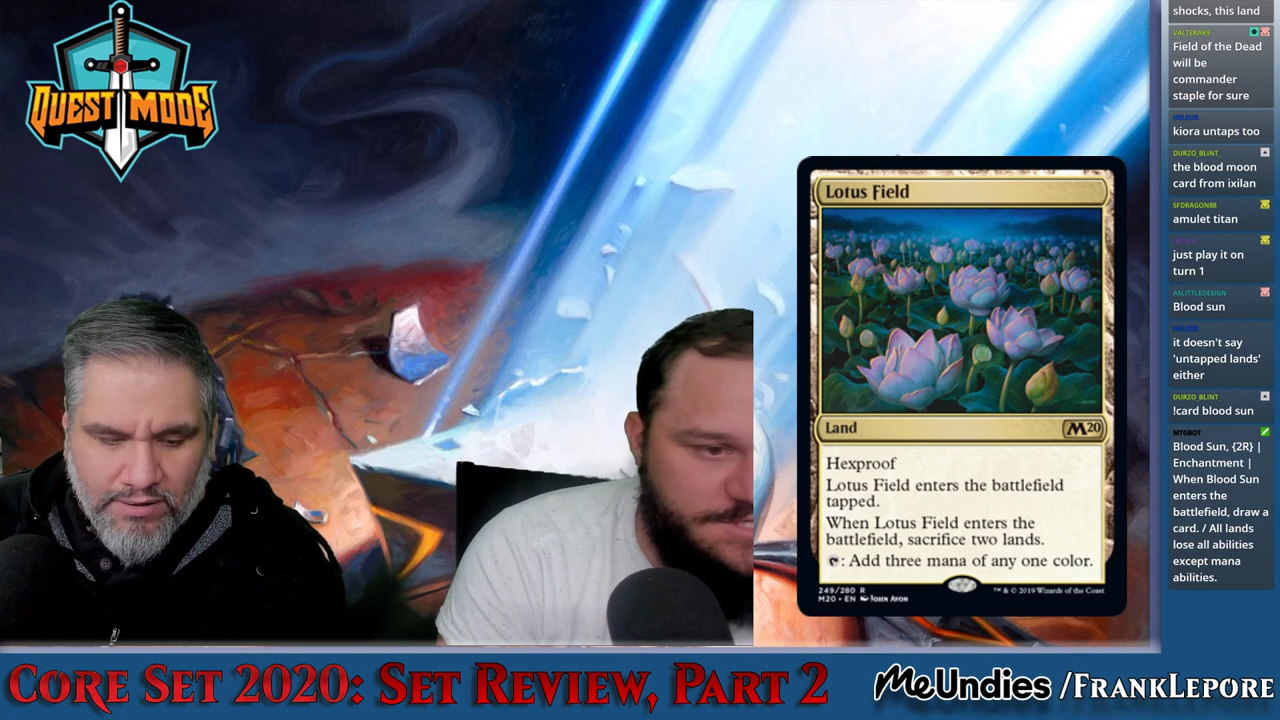 QUEST MODE
Lotus Field
Land
M20
Hexproof
Lotus Field enters the battlefield
tapped.
When Lotus Field enters the
battlefield, sacrifice two lands.
: Add three mana of any one color.
249/280 R
M20 • EN John Avon
™ & © 2019 Wizards of the Coast
shocks, this land
VALTERAK9
Field of the Dead
will be
commander
staple for sure
kiora untaps too
DURZO_BLINT_
the blood moon
card from ixilan
SFDRAGON88
amulet titan
just play it on
turn 1
ASLITTLEDESIGN
Blood sun
it doesn't say
'untapped lands'
either
DURZO_BLINT_
!card blood sun
MTGBOT
Blood Sun, {2R} |
Enchantment |
When Blood Sun
enters the
battlefield, draw a
card. / All lands
lose all abilities
except mana
abilities.
Core Set 2020: Set Review, Part 2
MeUndies /FrankLepore